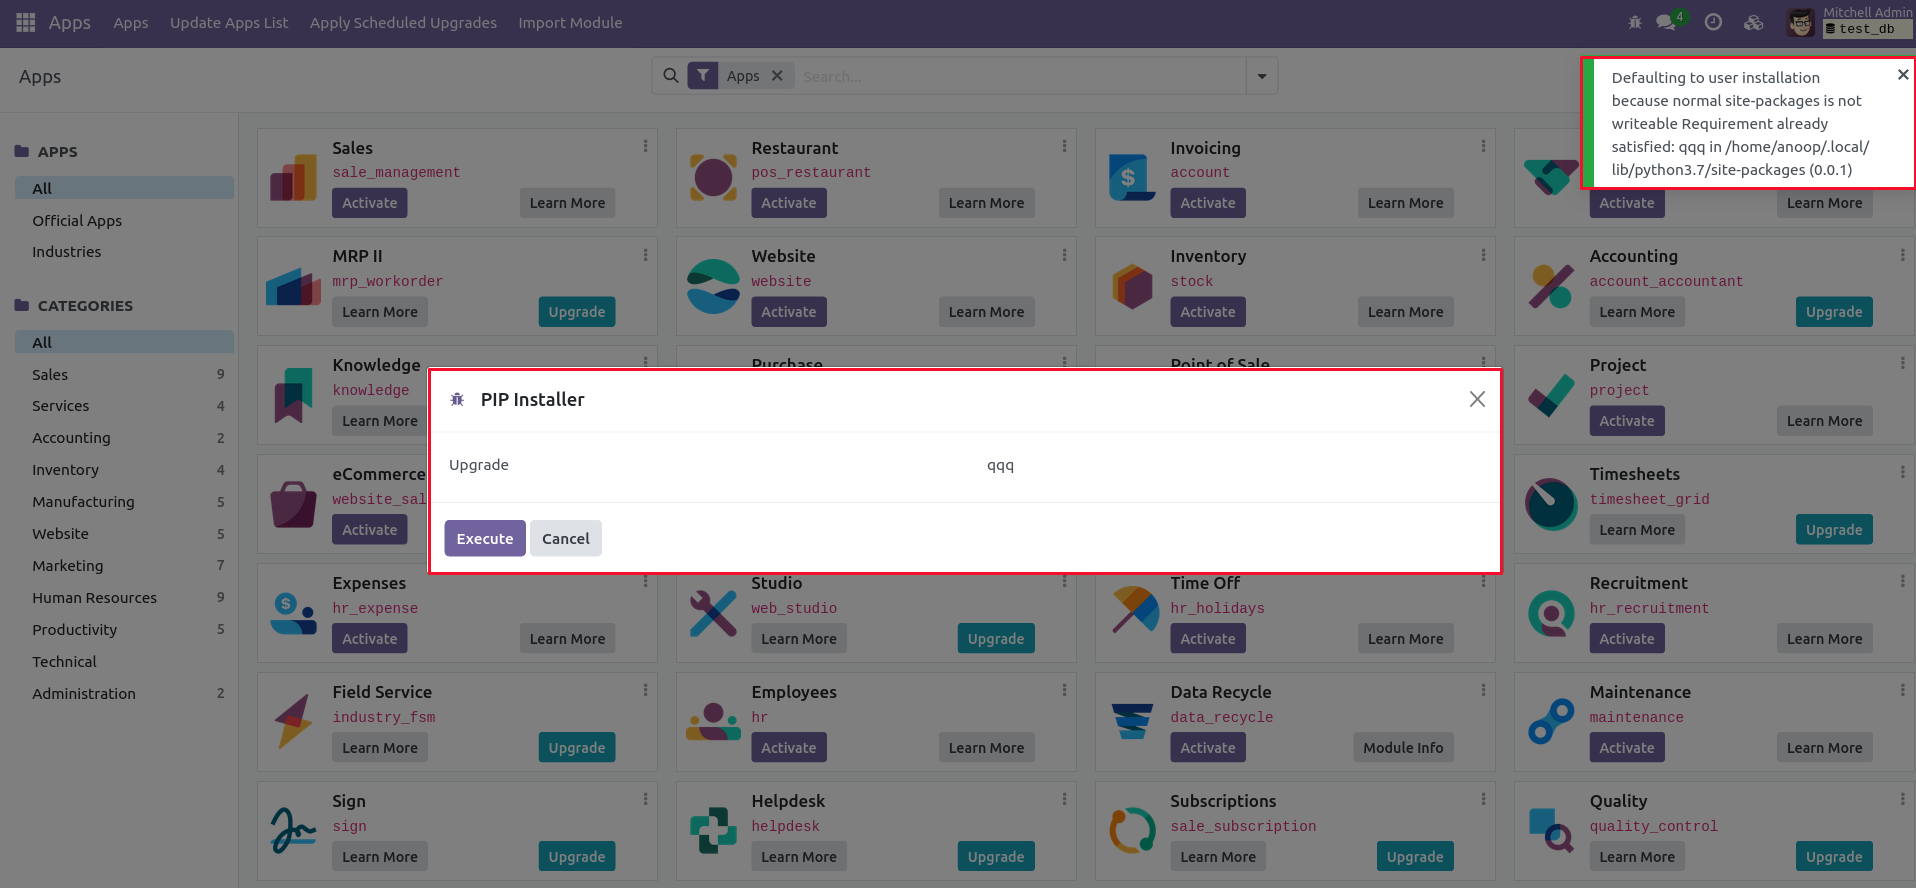 Apps Apps Update Apps List Apply Scheduled Upgrades Import Module 4 Mitchell Admin
test_db
Apps
Apps
Search...
Defaulting to user installation
because normal site-packages is not
writeable Requirement already
satisfied: qqq in /home/anoop/.local/
lib/python3.7/site-packages (0.0.1)
APPS
All
Official Apps
Industries
CATEGORIES
All
Sales 9
Services 4
Accounting 2
Inventory 4
Manufacturing 5
Website 5
Marketing 7
Human Resources 9
Productivity 5
Technical
Administration 2
Sales
sale_management
Activate Learn More
Restaurant
pos_restaurant
Activate Learn More
Invoicing
account
Activate Learn More
Activate Learn More
MRP II
mrp_workorder
Learn More Upgrade
Website
website
Activate Learn More
Inventory
stock
Activate Learn More
Accounting
account_accountant
Learn More Upgrade
Knowledge
knowledge
Learn More
Purchase
Point of Sale
Project
project
Activate Learn More
PIP Installer
Upgrade qqq
Execute Cancel
eCommerce
website_sal
Activate
Timesheets
timesheet_grid
Learn More Upgrade
Expenses
hr_expense
Activate Learn More
Studio
web_studio
Learn More Upgrade
Time Off
hr_holidays
Activate Learn More
Recruitment
hr_recruitment
Activate Learn More
Field Service
industry_fsm
Learn More Upgrade
Employees
hr
Activate Learn More
Data Recycle
data_recycle
Activate Module Info
Maintenance
maintenance
Activate Learn More
Sign
sign
Learn More Upgrade
Helpdesk
helpdesk
Learn More Upgrade
Subscriptions
sale_subscription
Learn More Upgrade
Quality
quality_control
Learn More Upgrade